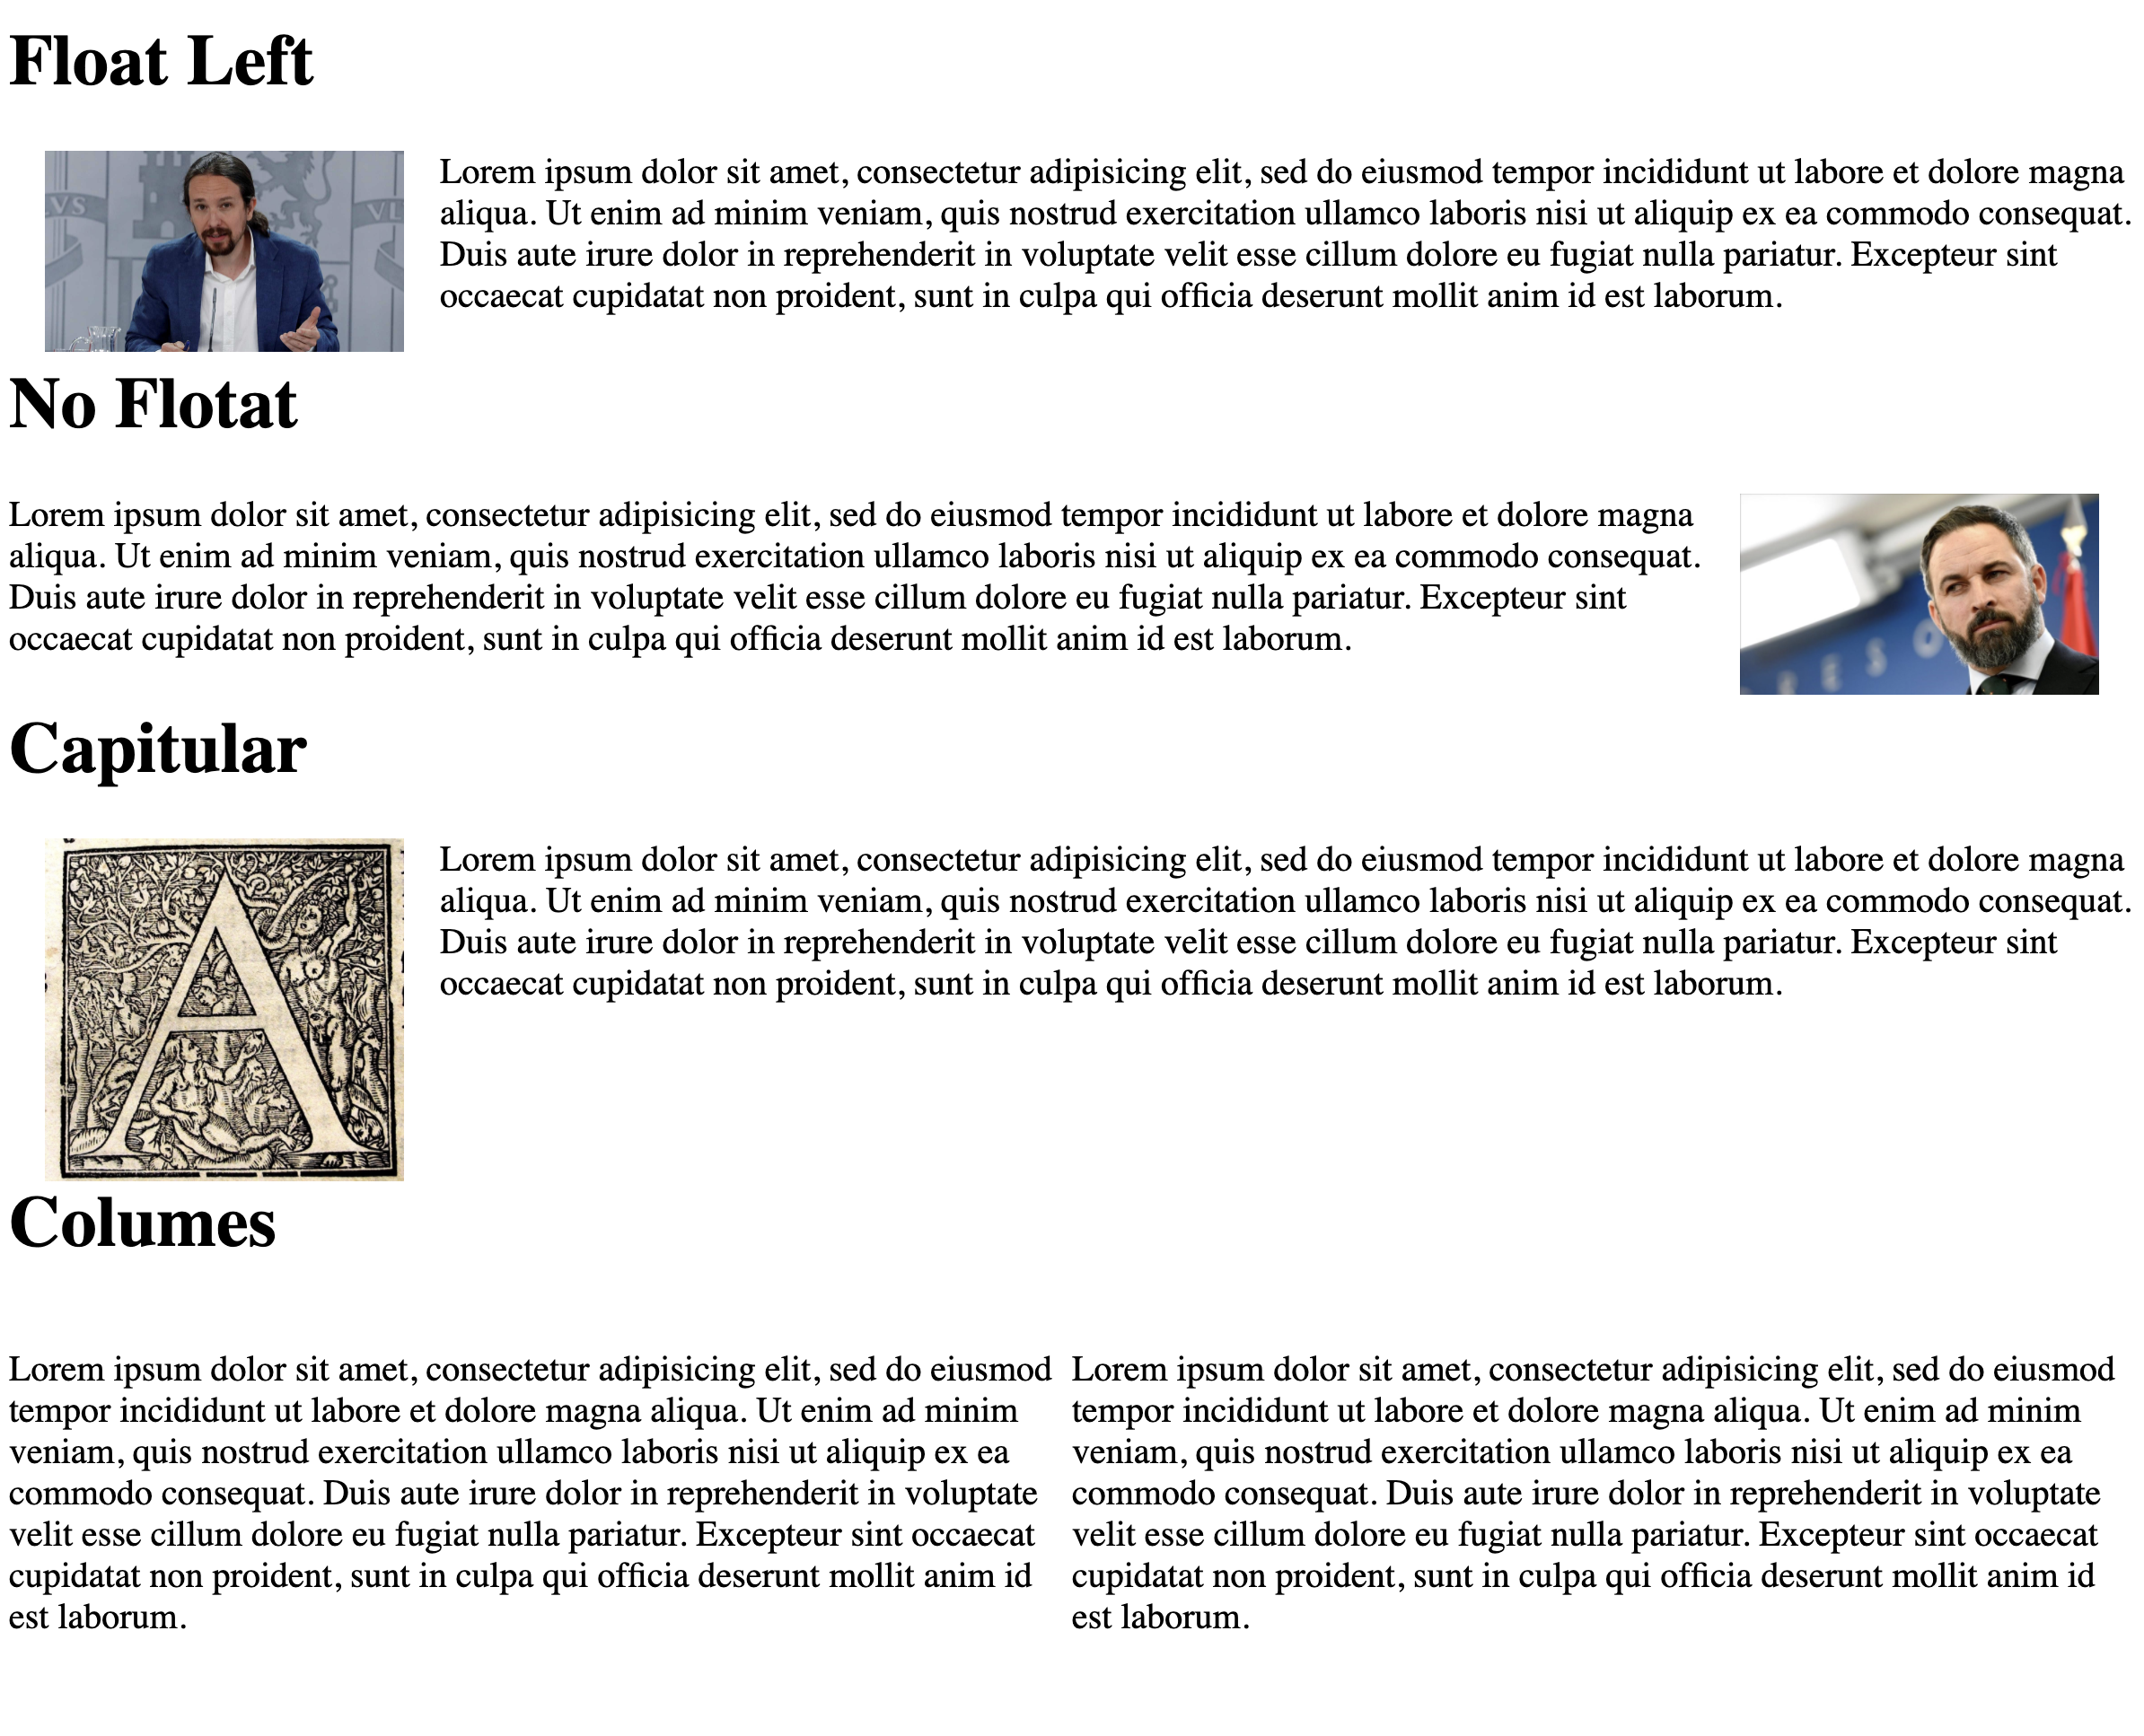 Float Left
LVS
VL
Lorem ipsum dolor sit amet, consectetur adipisicing elit, sed do eiusmod tempor incididunt ut labore et dolore magna
aliqua. Ut enim ad minim veniam, quis nostrud exercitation ullamco laboris nisi ut aliquip ex ea commodo consequat.
Duis aute irure dolor in reprehenderit in voluptate velit esse cillum dolore eu fugiat nulla pariatur. Excepteur sint
occaecat cupidatat non proident, sunt in culpa qui officia deserunt mollit anim id est laborum.
No Flotat
Lorem ipsum dolor sit amet, consectetur adipisicing elit, sed do eiusmod tempor incididunt ut labore et dolore magna
aliqua. Ut enim ad minim veniam, quis nostrud exercitation ullamco laboris nisi ut aliquip ex ea commodo consequat.
Duis aute irure dolor in reprehenderit in voluptate velit esse cillum dolore eu fugiat nulla pariatur. Excepteur sint
occaecat cupidatat non proident, sunt in culpa qui officia deserunt mollit anim id est laborum.
R E S O
Capitular
A
Lorem ipsum dolor sit amet, consectetur adipisicing elit, sed do eiusmod tempor incididunt ut labore et dolore magna
aliqua. Ut enim ad minim veniam, quis nostrud exercitation ullamco laboris nisi ut aliquip ex ea commodo consequat.
Duis aute irure dolor in reprehenderit in voluptate velit esse cillum dolore eu fugiat nulla pariatur. Excepteur sint
occaecat cupidatat non proident, sunt in culpa qui officia deserunt mollit anim id est laborum.
Columes
Lorem ipsum dolor sit amet, consectetur adipisicing elit, sed do eiusmod
tempor incididunt ut labore et dolore magna aliqua. Ut enim ad minim
veniam, quis nostrud exercitation ullamco laboris nisi ut aliquip ex ea
commodo consequat. Duis aute irure dolor in reprehenderit in voluptate
velit esse cillum dolore eu fugiat nulla pariatur. Excepteur sint occaecat
cupidatat non proident, sunt in culpa qui officia deserunt mollit anim id
est laborum.
Lorem ipsum dolor sit amet, consectetur adipisicing elit, sed do eiusmod
tempor incididunt ut labore et dolore magna aliqua. Ut enim ad minim
veniam, quis nostrud exercitation ullamco laboris nisi ut aliquip ex ea
commodo consequat. Duis aute irure dolor in reprehenderit in voluptate
velit esse cillum dolore eu fugiat nulla pariatur. Excepteur sint occaecat
cupidatat non proident, sunt in culpa qui officia deserunt mollit anim id
est laborum.